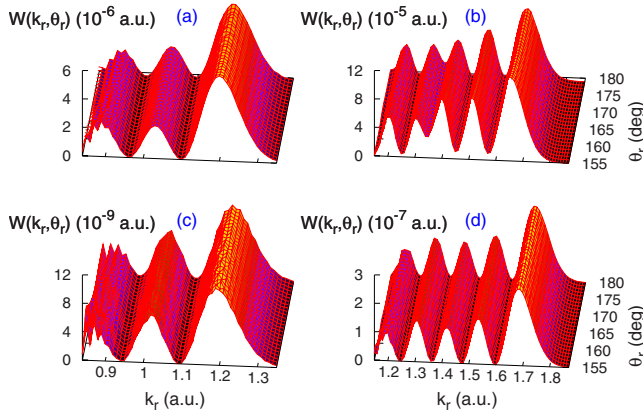 W(kᵣ,θᵣ) (10⁻⁶ a.u.) (a) W(kᵣ,θᵣ) (10⁻⁵ a.u.) (b)
6 12 180
4 8 175
2 4 170
0 0 165
160
155
W(kᵣ,θᵣ) (10⁻⁹ a.u.) (c) W(kᵣ,θᵣ) (10⁻⁷ a.u.) (d)
12 3 180
8 2 175
4 1 170
0 0 165
160
155
θᵣ (deg)
θᵣ (deg)
0.9 1 1.1 1.2 1.3 1.2 1.3 1.4 1.5 1.6 1.7 1.8
kᵣ (a.u.) kᵣ (a.u.)